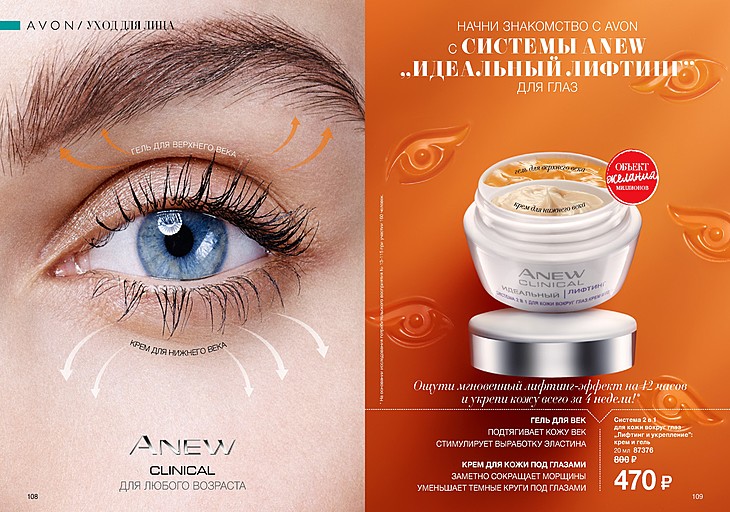 AVON / УХОД ДЛЯ ЛИЦА
ГЕЛЬ ДЛЯ ВЕРХНЕГО ВЕКА
КРЕМ ДЛЯ НИЖНЕГО ВЕКА
ANEW
CLINICAL
ДЛЯ ЛЮБОГО ВОЗРАСТА
108
НАЧНИ ЗНАКОМСТВО С AVON
С СИСТЕМЫ ANEW
„ИДЕАЛЬНЫЙ ЛИФТИНГ“
ДЛЯ ГЛАЗ
гель для верхнего века
крем для нижнего века
ОБЪЕКТ
желания
МИЛЛИОНОВ
ANEW
CLINICAL
ИДЕАЛЬНЫЙ | ЛИФТИНГ
Ощути мгновенный лифтинг-эффект на 42 часов
и укрепи кожу всего за 4 недели!*
ГЕЛЬ ДЛЯ ВЕК
ПОДТЯГИВАЕТ КОЖУ ВЕК
СТИМУЛИРУЕТ ВЫРАБОТКУ ЭЛАСТИНА
КРЕМ ДЛЯ КОЖИ ПОД ГЛАЗАМИ
ЗАМЕТНО СОКРАЩАЕТ МОРЩИНЫ
УМЕНЬШАЕТ ТЕМНЫЕ КРУГИ ПОД ГЛАЗАМИ
Система 2 в 1
для кожи вокруг глаз
„Лифтинг и укрепление“:
крем и гель
20 мл 87376
800 ₽
470 ₽
109